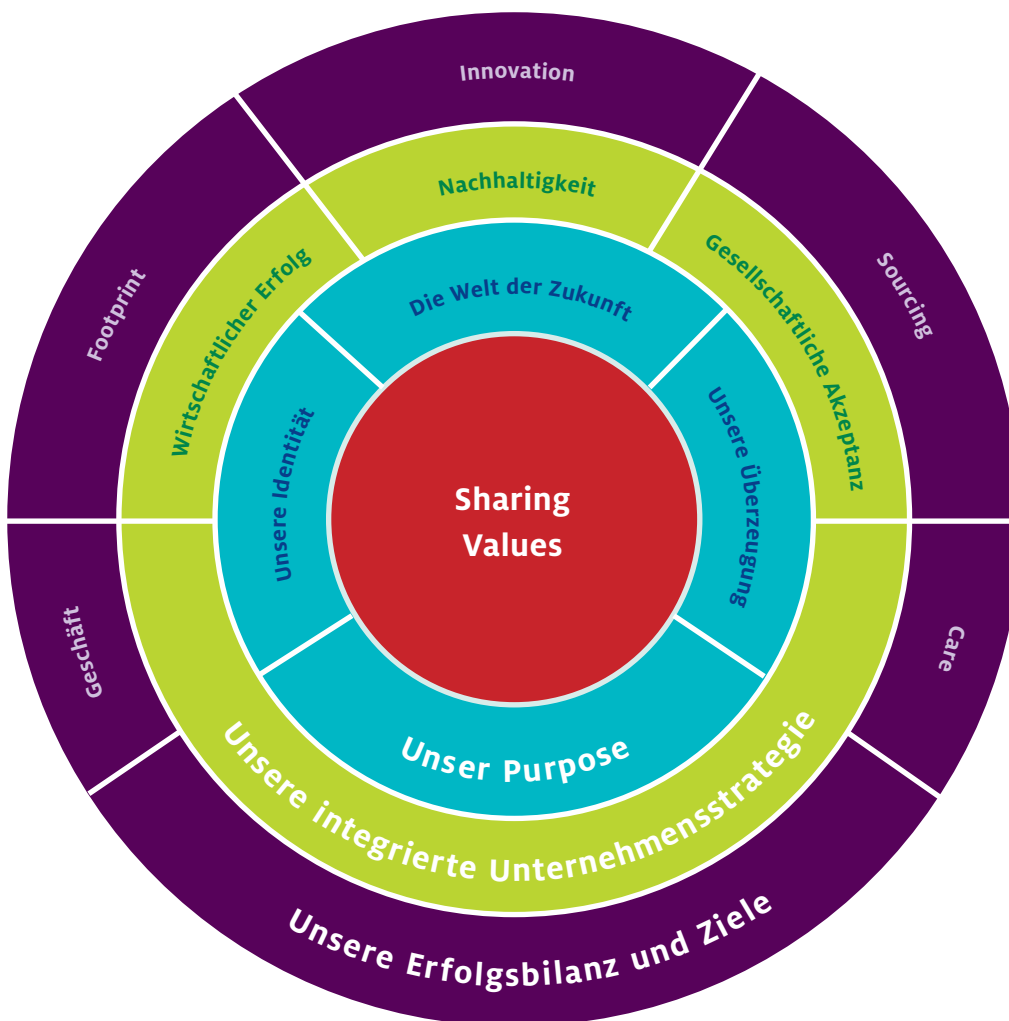 Innovation
Nachhaltigkeit
Die Welt der Zukunft
Footprint
Wirtschaftlicher Erfolg
Unsere Identität
Sharing
Values
Unsere Überzeugung
Gesellschaftliche Akzeptanz
Sourcing
Geschäft
Care
Unser Purpose
Unsere integrierte Unternehmensstrategie
Unsere Erfolgsbilanz und Ziele